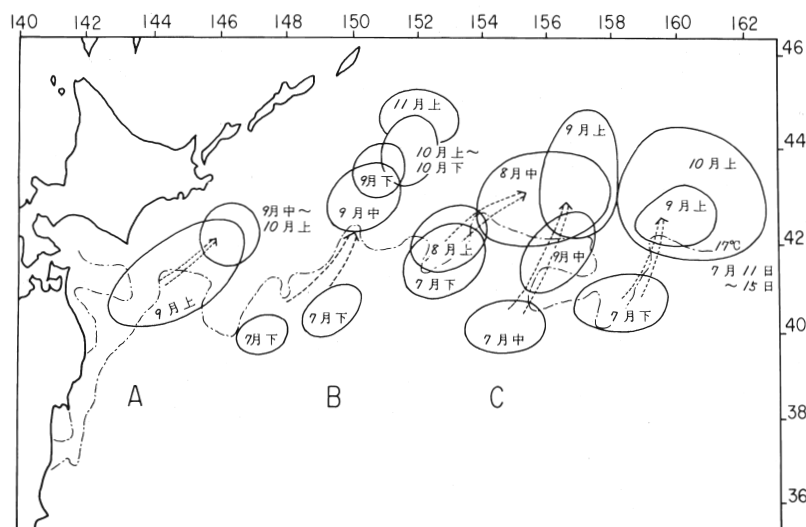 140 142 144 146 148 150 152 154 156 158 160 162
46
44
42
40
38
36
11月上
10月上~
10月下
9月下
9月中
9月中~
10月上
9月上
7月下
7月下
8月上
7月下
8月中
9月上
9月中
7月中
10月上
9月上
17℃
7月11日
~15日
7月下
A B C